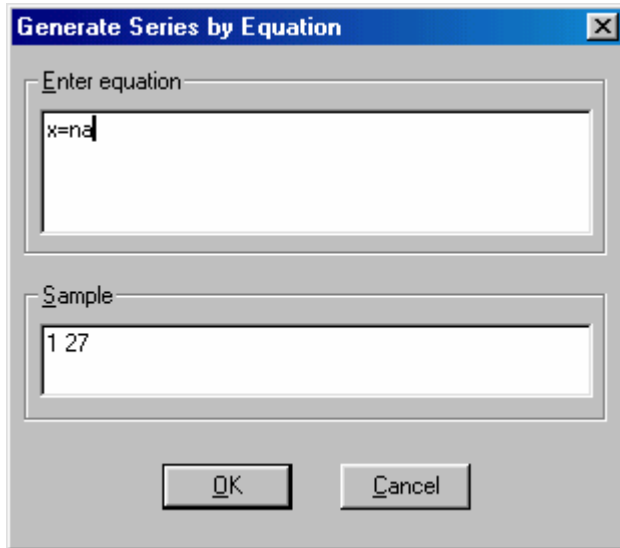 Generate Series by Equation
Enter equation
x=na
Sample
1 27
OK
Cancel